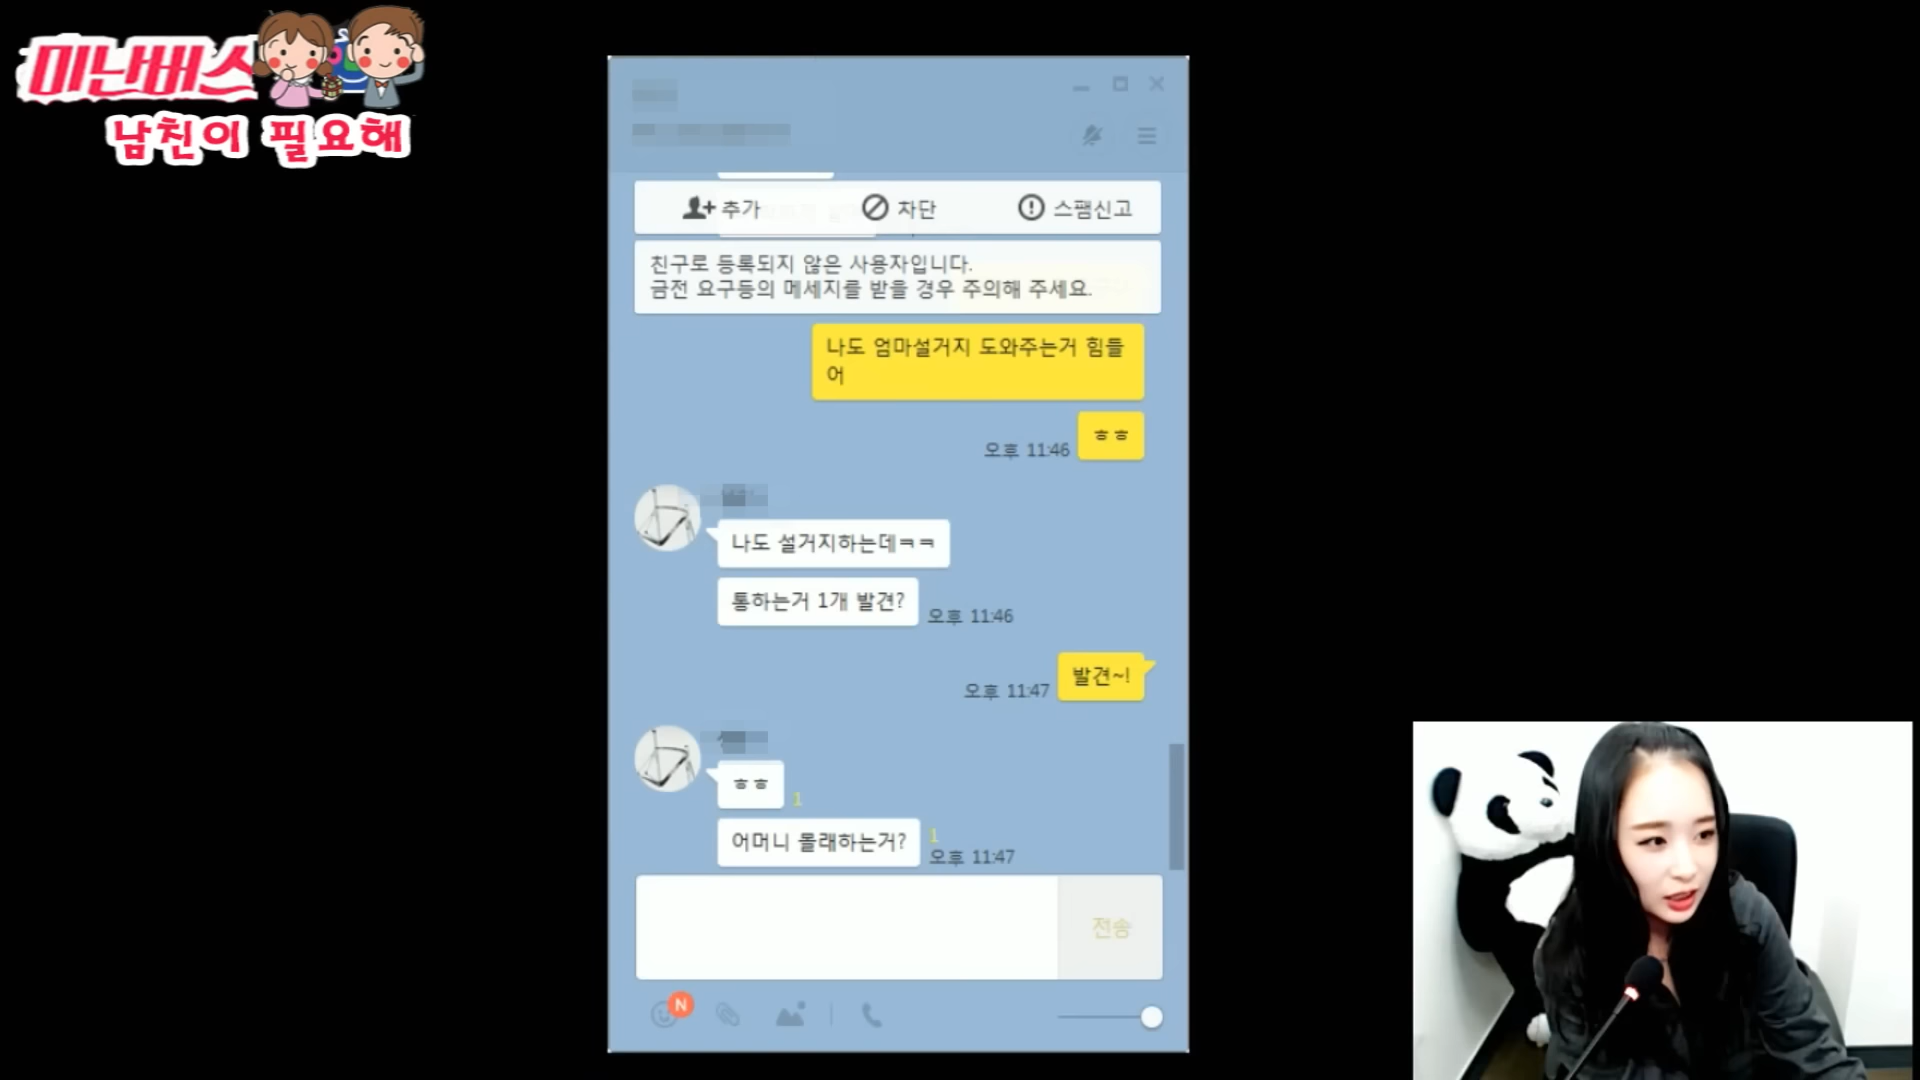 미난버스
남친이 필요해
추가 차단 스팸신고
친구로 등록되지 않은 사용자입니다.
금전 요구등의 메세지를 받을 경우 주의해 주세요.
나도 엄마설거지 도와주는거 힘들
어
ㅎㅎ
오후 11:46
나도 설거지하는데ㅋㅋ
통하는거 1개 발견?
오후 11:46
발견~!
오후 11:47
ㅎㅎ
1
어머니 몰래하는거?
1
오후 11:47
전송
N